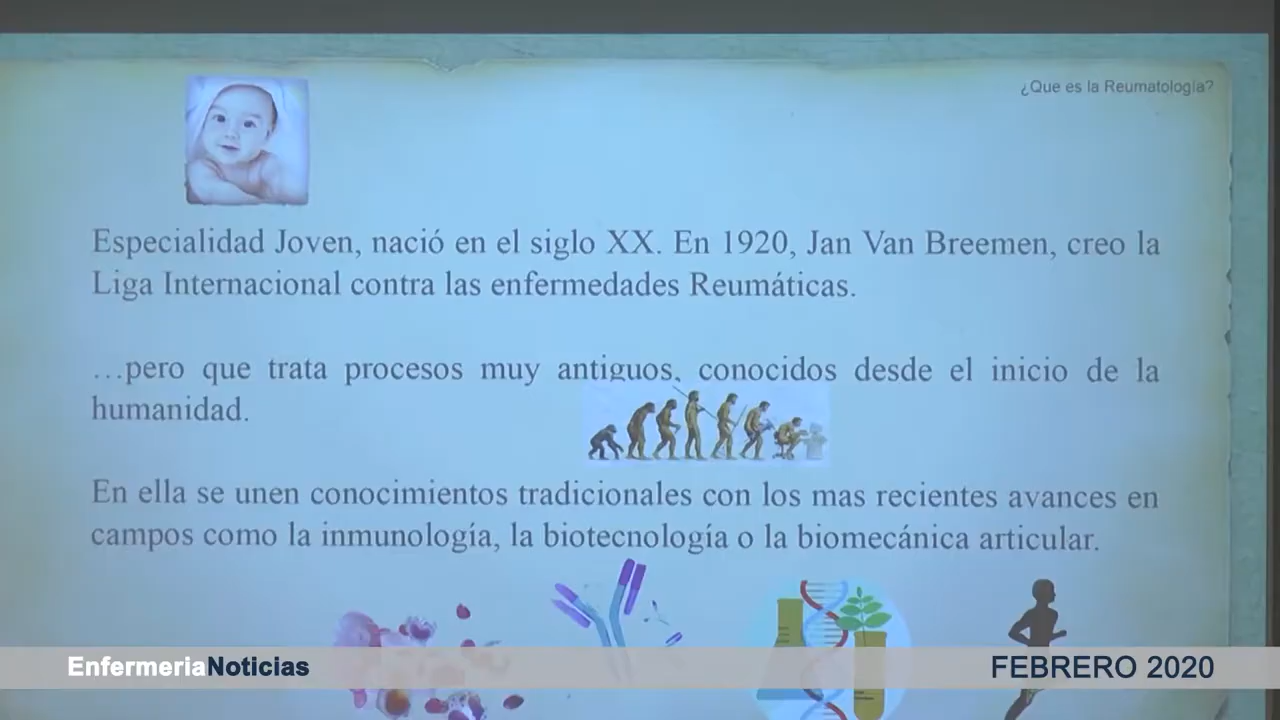 ¿Que es la Reumatología?
Especialidad Joven, nació en el siglo XX. En 1920, Jan Van Breemen, creo la
Liga Internacional contra las enfermedades Reumáticas.
…pero que trata procesos muy antiguos, conocidos desde el inicio de la
humanidad.
En ella se unen conocimientos tradicionales con los mas recientes avances en
campos como la inmunología, la biotecnología o la biomecánica articular.
EnfermeriaNoticias
FEBRERO 2020